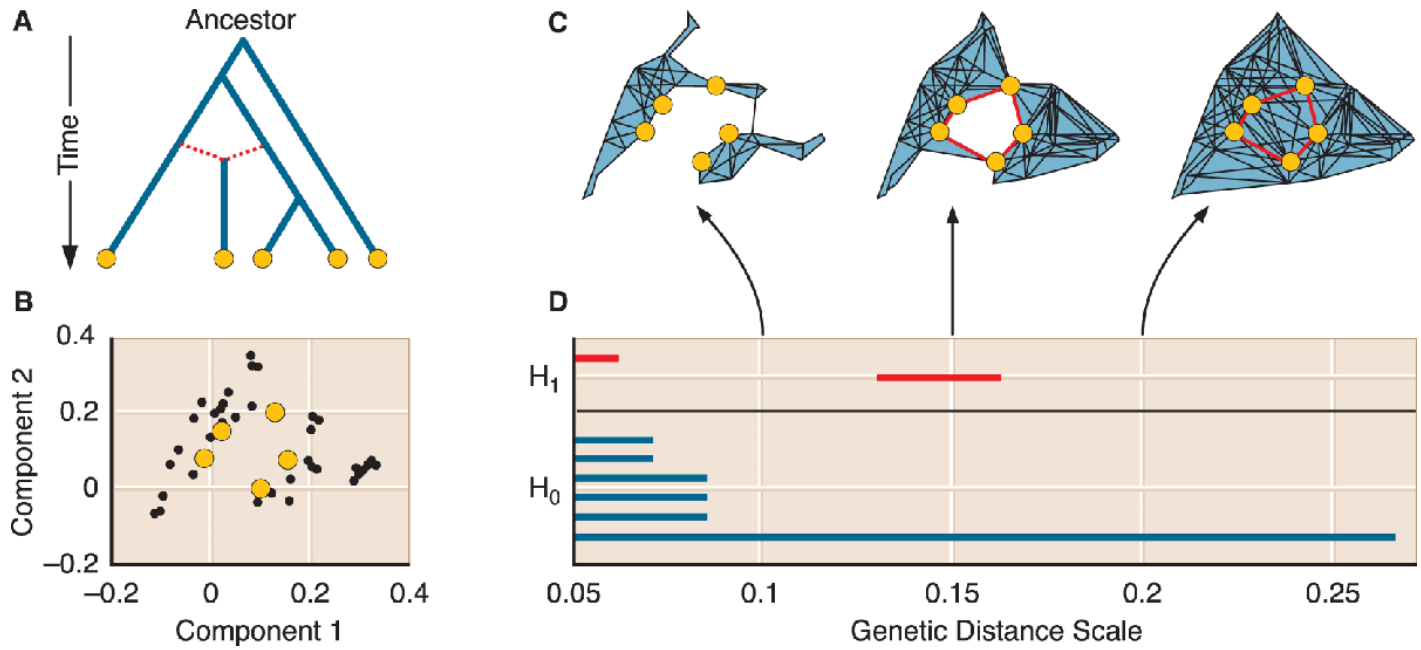 A
Ancestor
Time
B
0.4
0.2
0
–0.2
Component 2
–0.2 0 0.2 0.4
Component 1
C
D
H1
H0
0.05 0.1 0.15 0.2 0.25
Genetic Distance Scale